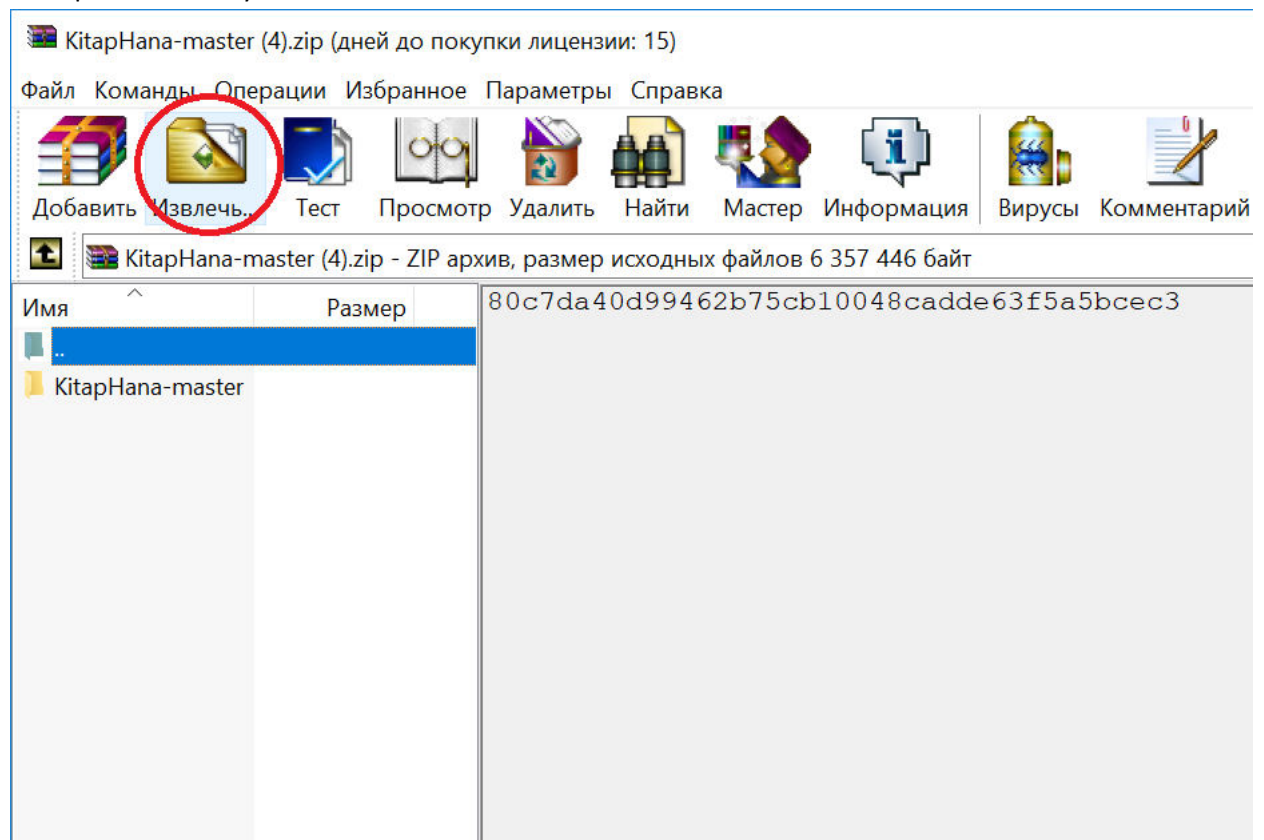 KitapHana-master (4).zip (дней до покупки лицензии: 15)
Файл Команды Операции Избранное Параметры Справка
Добавить Извлечь.. Тест Просмотр Удалить Найти Мастер Информация Вирусы Комментарий
KitapHana-master (4).zip - ZIP архив, размер исходных файлов 6 357 446 байт
Имя Размер
80c7da40d99462b75cb10048cadde63f5a5bcec3
..
KitapHana-master